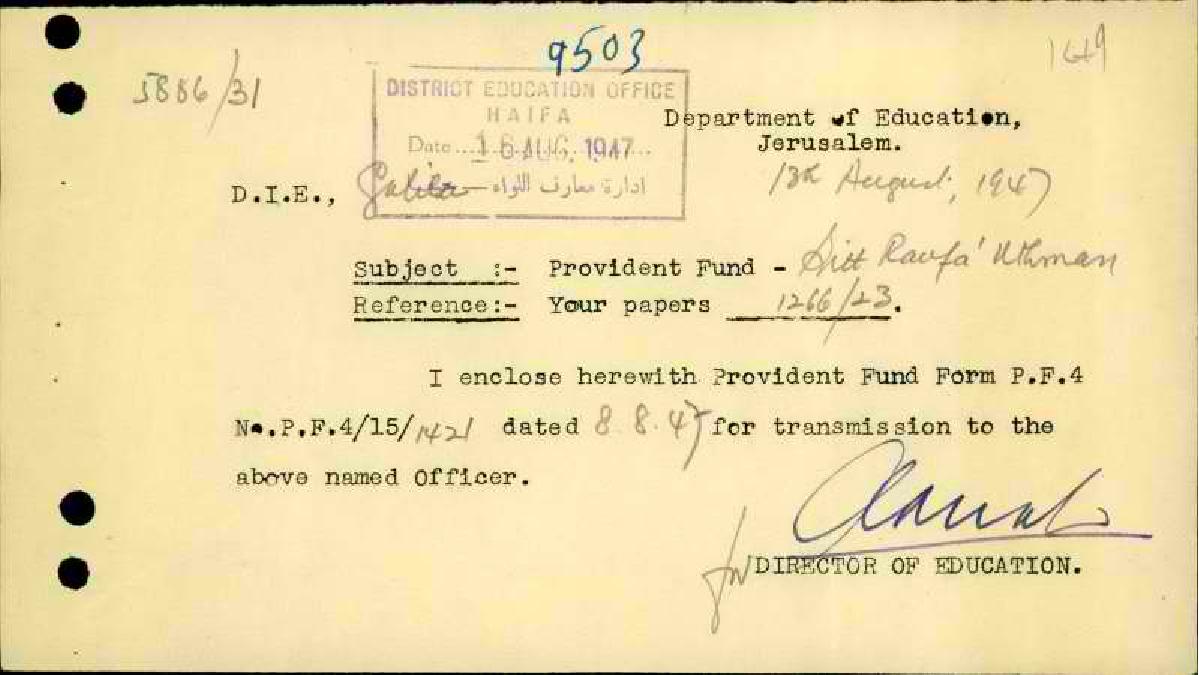 9503
1649
5886/31
DISTRICT EDUCATION OFFICE
HAIFA
Date ... 16 AUG. 1947 ...
ادارة معارف اللواء
Department of Education,
Jerusalem.
13th August, 1947
D.I.E., Galilee
Subject :- Provident Fund - Sitt Raufa 'Uthman
Reference:- Your papers 1266/23.
I enclose herewith Provident Fund Form P.F.4
No.P.F.4/15/1421 dated 8.8.47 for transmission to the
above named Officer.
for DIRECTOR OF EDUCATION.